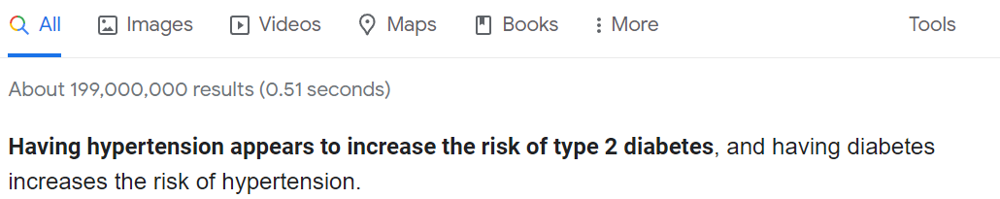 All Images Videos Maps Books More Tools
About 199,000,000 results (0.51 seconds)
Having hypertension appears to increase the risk of type 2 diabetes, and having diabetes
increases the risk of hypertension.